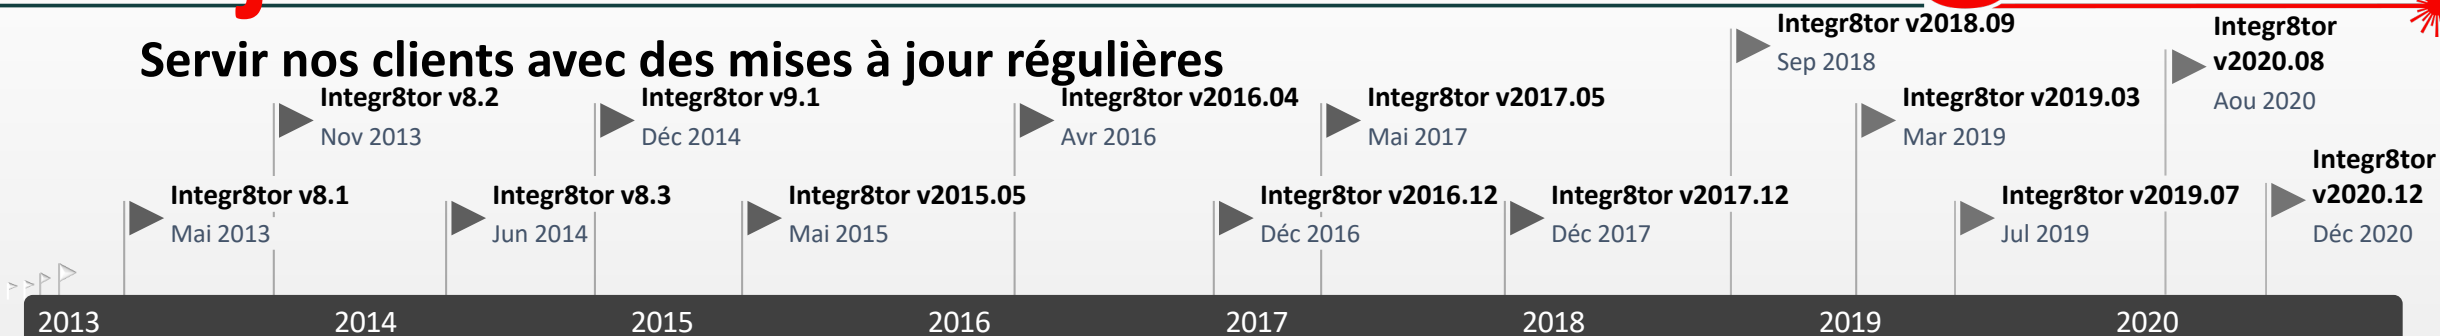 Servir nos clients avec des mises à jour régulières
Integr8tor v2018.09
Sep 2018
Integr8tor
v2020.08
Aou 2020
Integr8tor v8.2
Nov 2013
Integr8tor v9.1
Déc 2014
Integr8tor v2016.04
Avr 2016
Integr8tor v2017.05
Mai 2017
Integr8tor v2019.03
Mar 2019
Integr8tor v8.1
Mai 2013
Integr8tor v8.3
Jun 2014
Integr8tor v2015.05
Mai 2015
Integr8tor v2016.12
Déc 2016
Integr8tor v2017.12
Déc 2017
Integr8tor v2019.07
Jul 2019
Integr8tor
v2020.12
Déc 2020
2013 2014 2015 2016 2017 2018 2019 2020